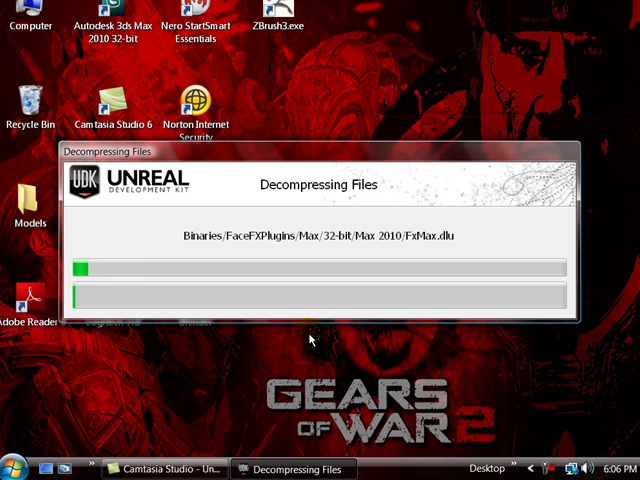 Computer
Autodesk 3ds Max
2010 32-bit
Nero StartSmart
Essentials
ZBrush3.exe
Recycle Bin
Camtasia Studio 6
Norton Internet
Security
Decompressing Files
UDK UNREAL
DEVELOPMENT KIT
Decompressing Files
Binaries/FaceFXPlugins/Max/32-bit/Max 2010/FxMax.dlu
Models
Adobe Reader
GEARS
OF WAR 2
Camtasia Studio - Un...
Decompressing Files
Desktop
6:06 PM